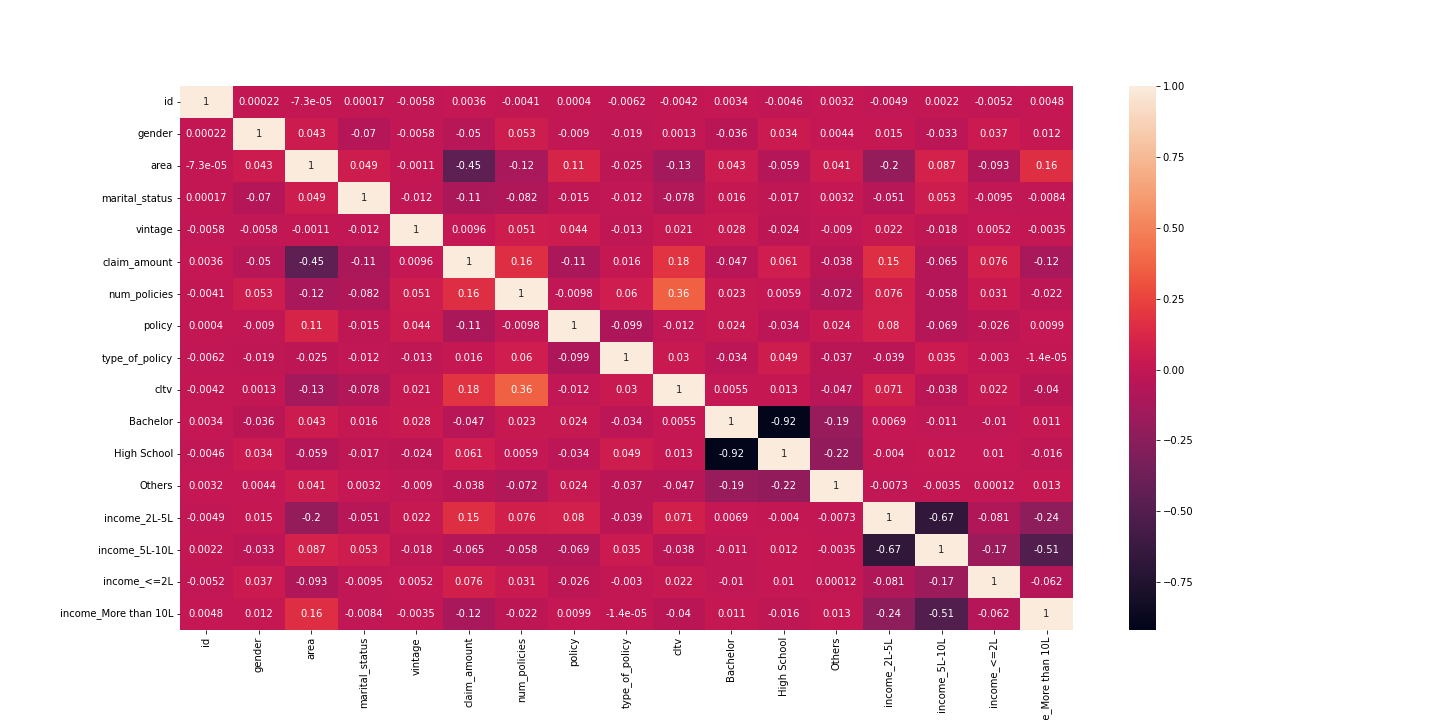 id 1 0.00022 -7.3e-05 0.00017 -0.0058 0.0036 -0.0041 0.0004 -0.0062 -0.0042 0.0034 -0.0046 0.0032 -0.0049 0.0022 -0.0052 0.0048
gender 0.00022 1 0.043 -0.07 -0.0058 -0.05 0.053 -0.009 -0.019 0.0013 -0.036 0.034 0.0044 0.015 -0.033 0.037 0.012
area -7.3e-05 0.043 1 0.049 -0.0011 -0.45 -0.12 0.11 -0.025 -0.13 0.043 -0.059 0.041 -0.2 0.087 -0.093 0.16
marital_status 0.00017 -0.07 0.049 1 -0.012 -0.11 -0.082 -0.015 -0.012 -0.078 0.016 -0.017 0.0032 -0.051 0.053 -0.0095 -0.0084
vintage -0.0058 -0.0058 -0.0011 -0.012 1 0.0096 0.051 0.044 -0.013 0.021 0.028 -0.024 -0.009 0.022 -0.018 0.0052 -0.0035
claim_amount 0.0036 -0.05 -0.45 -0.11 0.0096 1 0.16 -0.11 0.016 0.18 -0.047 0.061 -0.038 0.15 -0.065 0.076 -0.12
num_policies -0.0041 0.053 -0.12 -0.082 0.051 0.16 1 -0.0098 0.06 0.36 0.023 0.0059 -0.072 0.076 -0.058 0.031 -0.022
policy 0.0004 -0.009 0.11 -0.015 0.044 -0.11 -0.0098 1 -0.099 -0.012 0.024 -0.034 0.024 0.08 -0.069 -0.026 0.0099
type_of_policy -0.0062 -0.019 -0.025 -0.012 -0.013 0.016 0.06 -0.099 1 0.03 -0.034 0.049 -0.037 -0.039 0.035 -0.003 -1.4e-05
cltv -0.0042 0.0013 -0.13 -0.078 0.021 0.18 0.36 -0.012 0.03 1 0.0055 0.013 -0.047 0.071 -0.038 0.022 -0.04
Bachelor 0.0034 -0.036 0.043 0.016 0.028 -0.047 0.023 0.024 -0.034 0.0055 1 -0.92 -0.19 0.0069 -0.011 -0.01 0.011
High School -0.0046 0.034 -0.059 -0.017 -0.024 0.061 0.0059 -0.034 0.049 0.013 -0.92 1 -0.22 -0.004 0.012 0.01 -0.016
Others 0.0032 0.0044 0.041 0.0032 -0.009 -0.038 -0.072 0.024 -0.037 -0.047 -0.19 -0.22 1 -0.0073 -0.0035 0.00012 0.013
income_2L-5L -0.0049 0.015 -0.2 -0.051 0.022 0.15 0.076 0.08 -0.039 0.071 0.0069 -0.004 -0.0073 1 -0.67 -0.081 -0.24
income_5L-10L 0.0022 -0.033 0.087 0.053 -0.018 -0.065 -0.058 -0.069 0.035 -0.038 -0.011 0.012 -0.0035 -0.67 1 -0.17 -0.51
income_<=2L -0.0052 0.037 -0.093 -0.0095 0.0052 0.076 0.031 -0.026 -0.003 0.022 -0.01 0.01 0.00012 -0.081 -0.17 1 -0.062
income_More than 10L 0.0048 0.012 0.16 -0.0084 -0.0035 -0.12 -0.022 0.0099 -1.4e-05 -0.04 0.011 -0.016 0.013 -0.24 -0.51 -0.062 1
id
gender
area
marital_status
vintage
claim_amount
num_policies
policy
type_of_policy
cltv
Bachelor
High School
Others
income_2L-5L
income_5L-10L
income_<=2L
e_More than 10L
1.00
0.75
0.50
0.25
0.00
−0.25
−0.50
−0.75